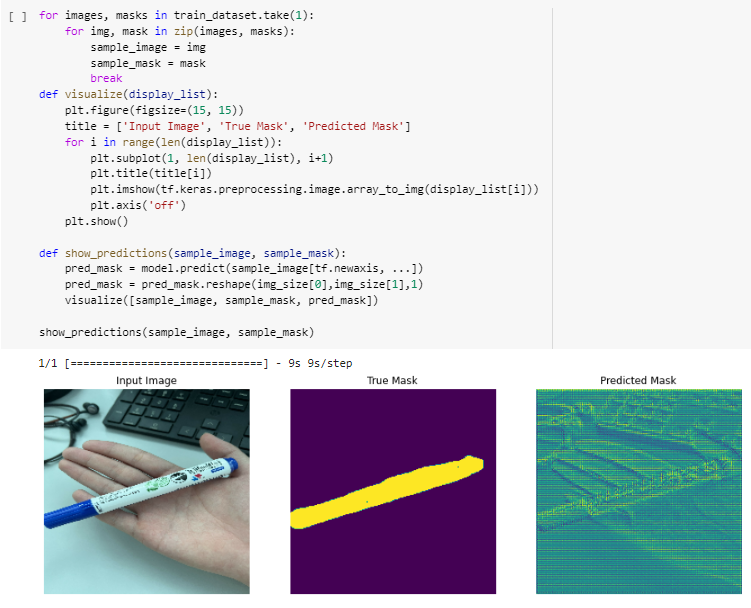 [ ] for images, masks in train_dataset.take(1):
for img, mask in zip(images, masks):
sample_image = img
sample_mask = mask
break
def visualize(display_list):
plt.figure(figsize=(15, 15))
title = ['Input Image', 'True Mask', 'Predicted Mask']
for i in range(len(display_list)):
plt.subplot(1, len(display_list), i+1)
plt.title(title[i])
plt.imshow(tf.keras.preprocessing.image.array_to_img(display_list[i]))
plt.axis('off')
plt.show()
def show_predictions(sample_image, sample_mask):
pred_mask = model.predict(sample_image[tf.newaxis, ...])
pred_mask = pred_mask.reshape(img_size[0],img_size[1],1)
visualize([sample_image, sample_mask, pred_mask])
show_predictions(sample_image, sample_mask)
1/1 [==============================] - 9s 9s/step
Input Image
True Mask
Predicted Mask